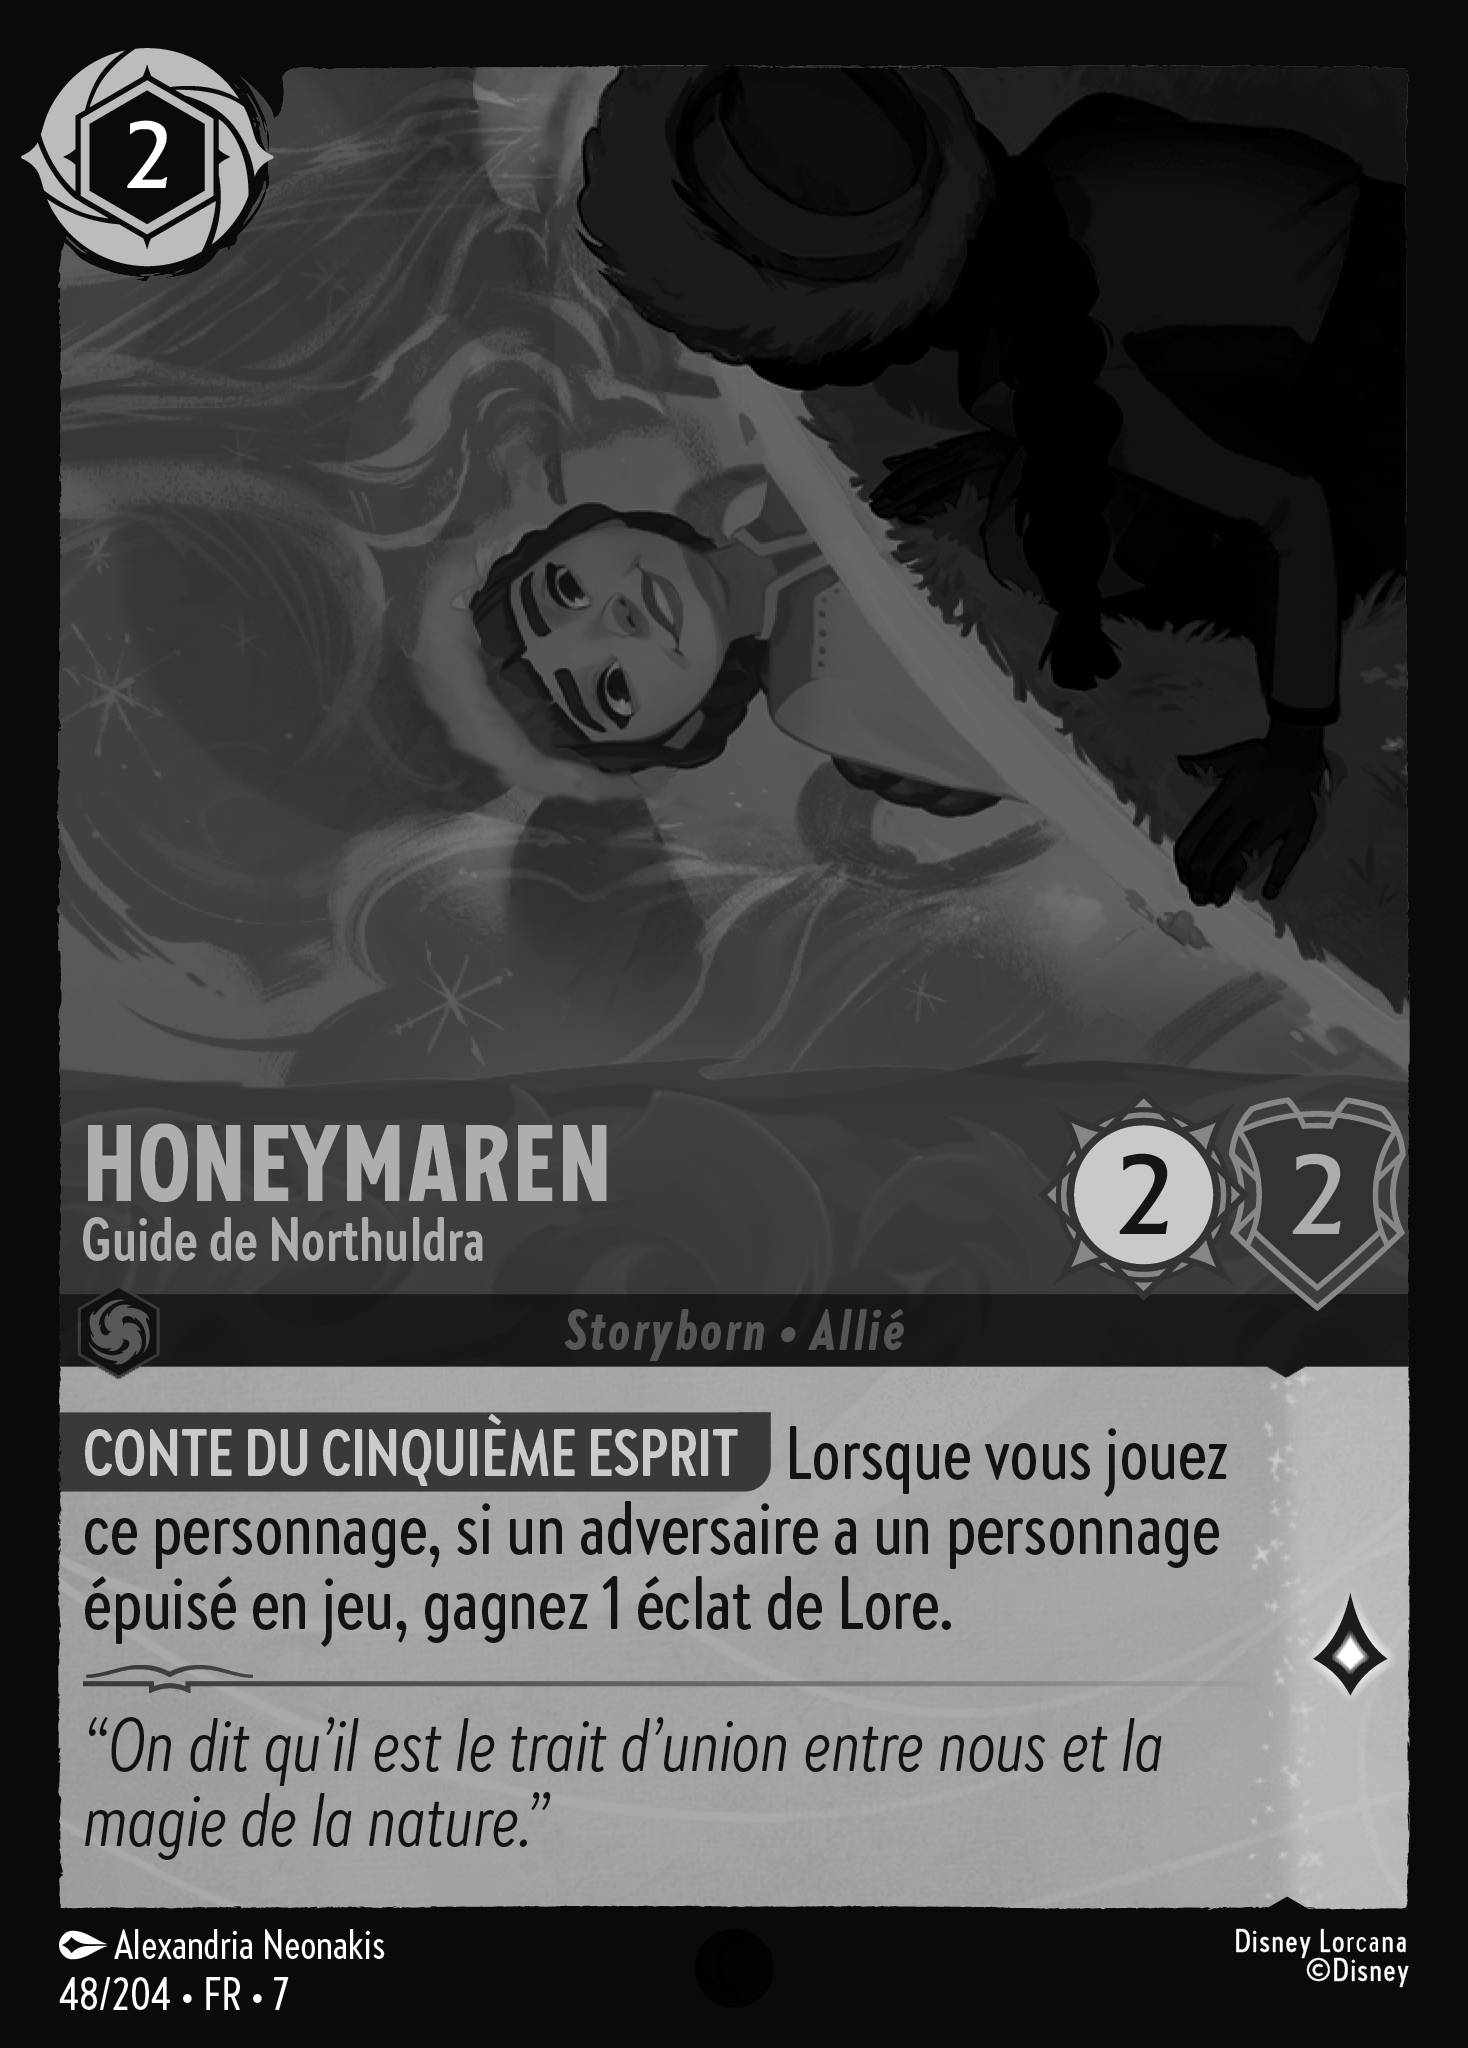 2
HONEYMAREN
Guide de Northuldra
2
2
Storyborn • Allié
CONTE DU CINQUIÈME ESPRIT Lorsque vous jouez
ce personnage, si un adversaire a un personnage
épuisé en jeu, gagnez 1 éclat de Lore.
“On dit qu’il est le trait d’union entre nous et la
magie de la nature.”
Alexandria Neonakis
48/204 • FR • 7
Disney Lorcana
©Disney